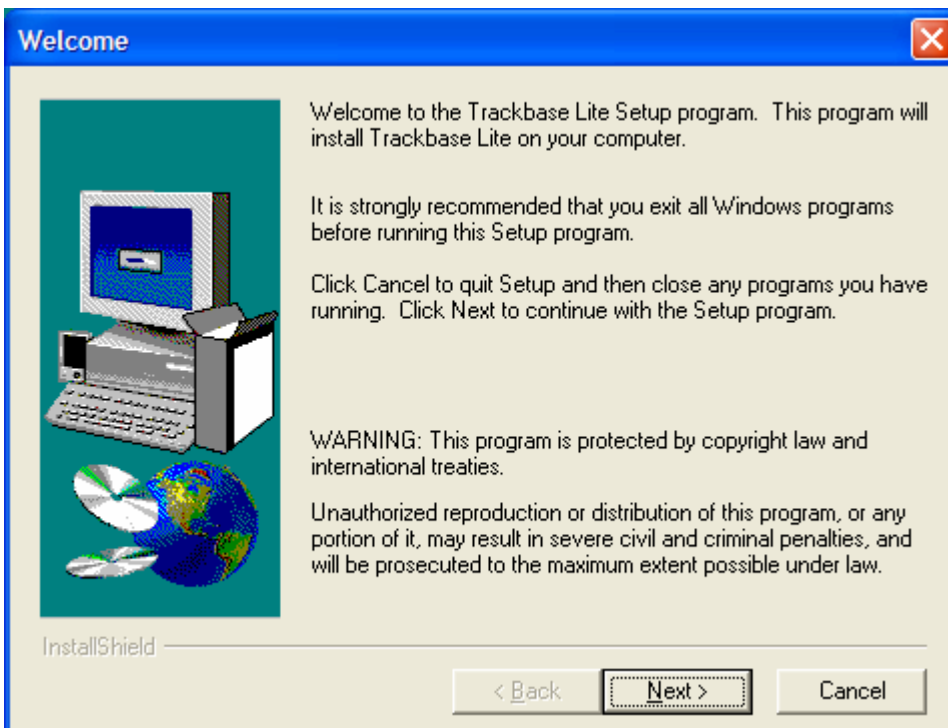 Welcome
Welcome to the Trackbase Lite Setup program.  This program will
install Trackbase Lite on your computer.
It is strongly recommended that you exit all Windows programs
before running this Setup program.
Click Cancel to quit Setup and then close any programs you have
running.  Click Next to continue with the Setup program.
WARNING: This program is protected by copyright law and
international treaties.
Unauthorized reproduction or distribution of this program, or any
portion of it, may result in severe civil and criminal penalties, and
will be prosecuted to the maximum extent possible under law.
InstallShield
< Back
Next >
Cancel